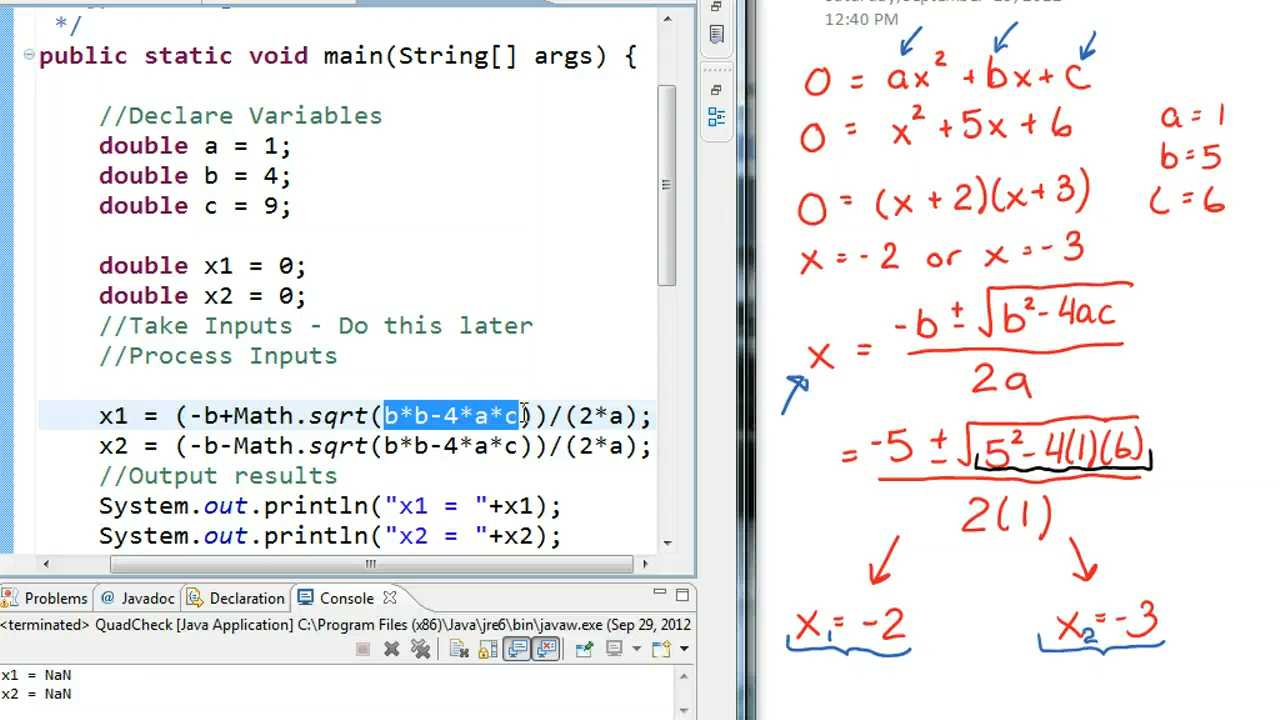 */
public static void main(String[] args) {
//Declare Variables
double a = 1;
double b = 4;
double c = 9;
double x1 = 0;
double x2 = 0;
//Take Inputs - Do this later
//Process Inputs
x1 = (-b+Math.sqrt(b*b-4*a*c))/(2*a);
x2 = (-b-Math.sqrt(b*b-4*a*c))/(2*a);
//Output results
System.out.println("x1 = "+x1);
System.out.println("x2 = "+x2);
Problems @ Javadoc Declaration Console
<terminated> QuadCheck [Java Application] C:\Program Files (x86)\Java\jre6\bin\javaw.exe (Sep 29, 2012
x1 = NaN
x2 = NaN
12:40 PM
0 = ax² + bx + c
0 = x² + 5x + 6
a = 1
b = 5
c = 6
0 = (x + 2)(x + 3)
x = -2 or x = -3
x = -b ± √b² - 4ac
2a
= -5 ± √5² - 4(1)(6)
2(1)
x₁ = -2 x₂ = -3